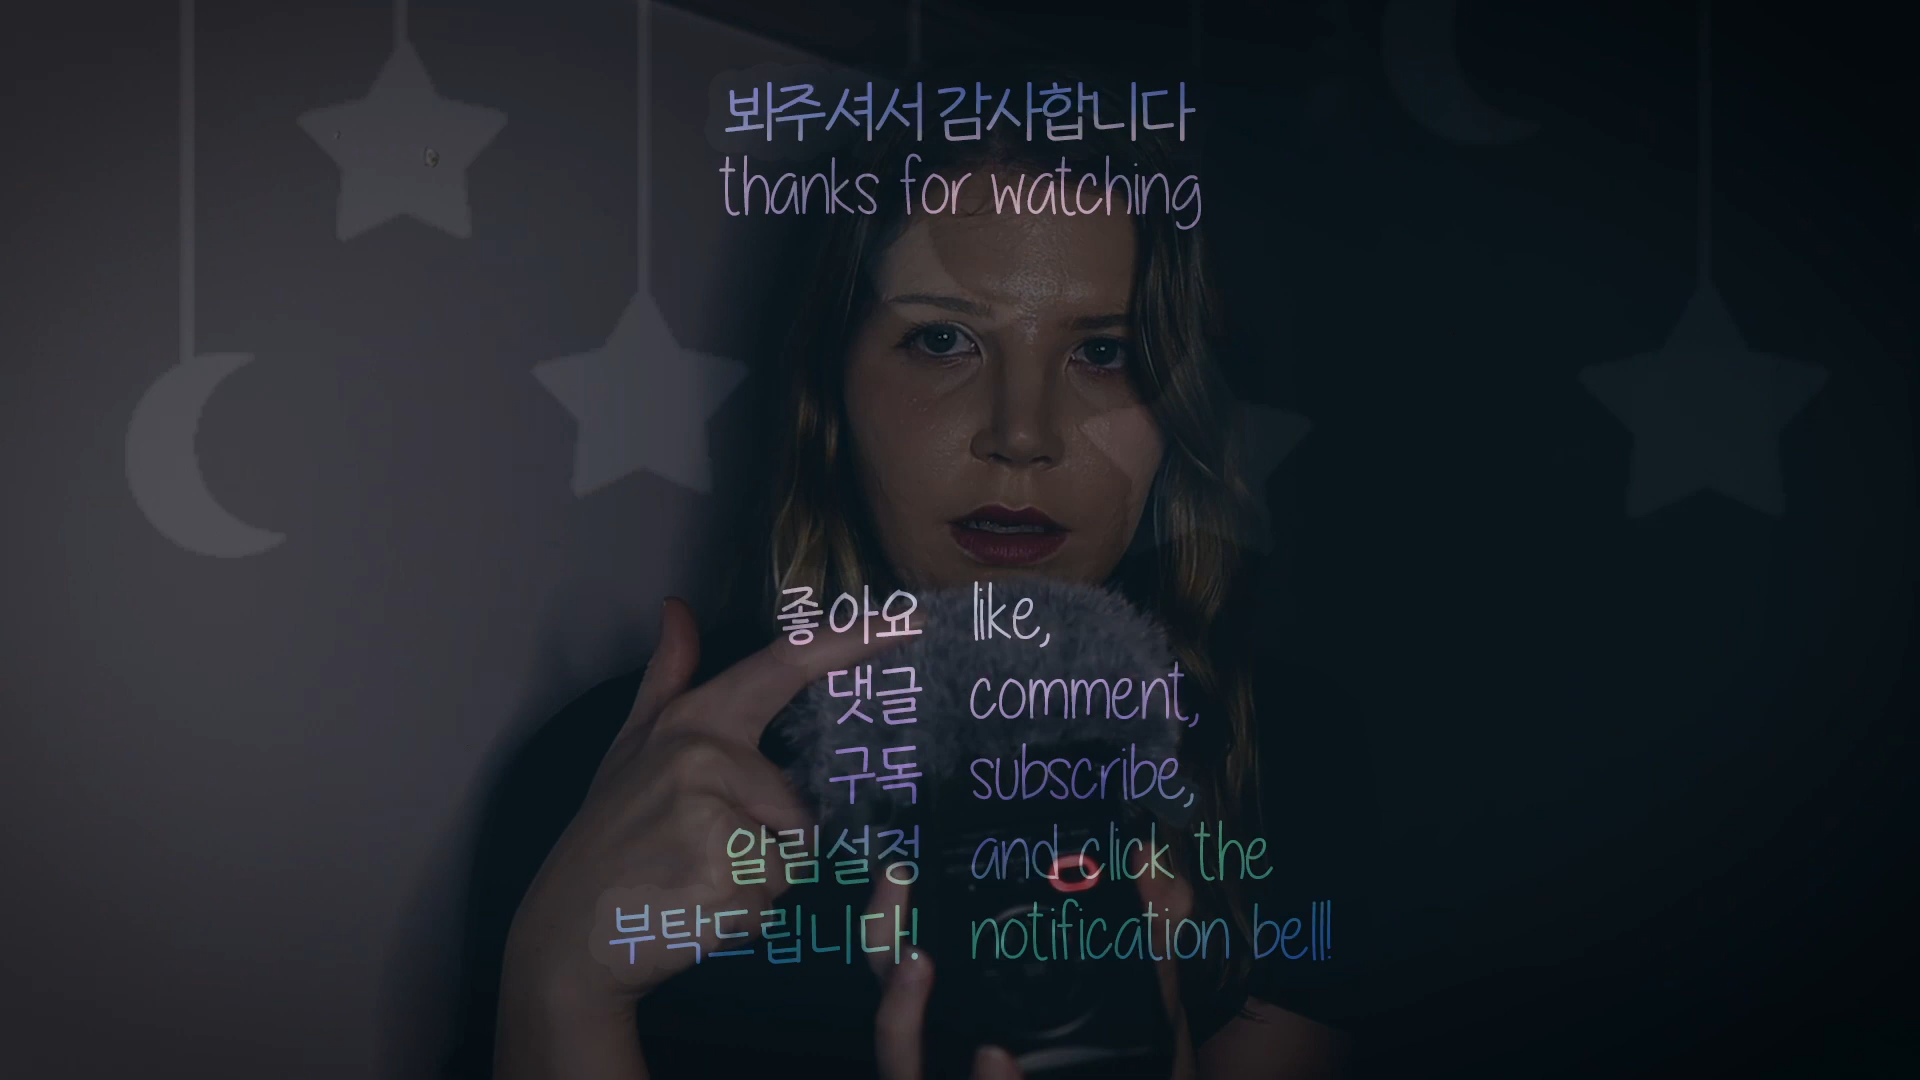 봐주셔서 감사합니다
thanks for watching
좋아요 like,
댓글 comment,
구독 subscribe,
알림설정 and click the
부탁드립니다! notification bell!